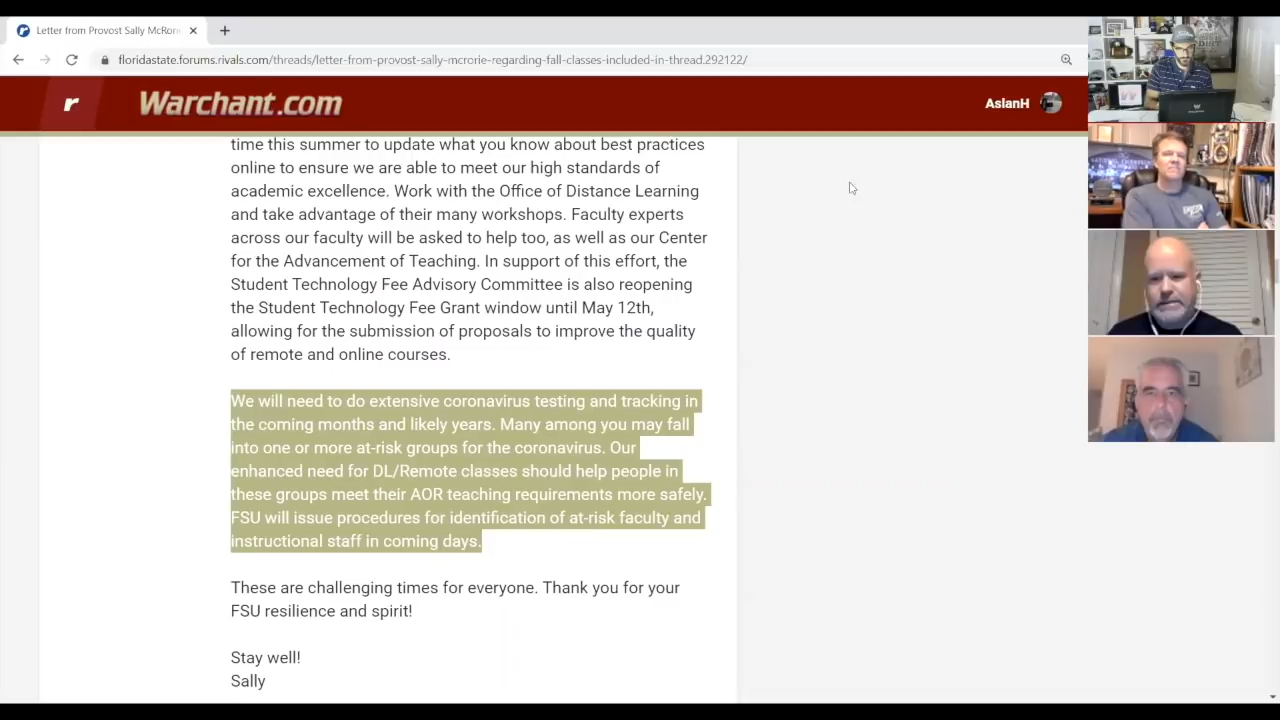 Letter from Provost Sally McRor
floridastate.forums.rivals.com/threads/letter-from-provost-sally-mcrorie-regarding-fall-classes-included-in-thread.292122/
r
Warchant.com
AslanH
time this summer to update what you know about best practices
online to ensure we are able to meet our high standards of
academic excellence. Work with the Office of Distance Learning
and take advantage of their many workshops. Faculty experts
across our faculty will be asked to help too, as well as our Center
for the Advancement of Teaching. In support of this effort, the
Student Technology Fee Advisory Committee is also reopening
the Student Technology Fee Grant window until May 12th,
allowing for the submission of proposals to improve the quality
of remote and online courses.
We will need to do extensive coronavirus testing and tracking in
the coming months and likely years. Many among you may fall
into one or more at-risk groups for the coronavirus. Our
enhanced need for DL/Remote classes should help people in
these groups meet their AOR teaching requirements more safely.
FSU will issue procedures for identification of at-risk faculty and
instructional staff in coming days.
These are challenging times for everyone. Thank you for your
FSU resilience and spirit!
Stay well!
Sally